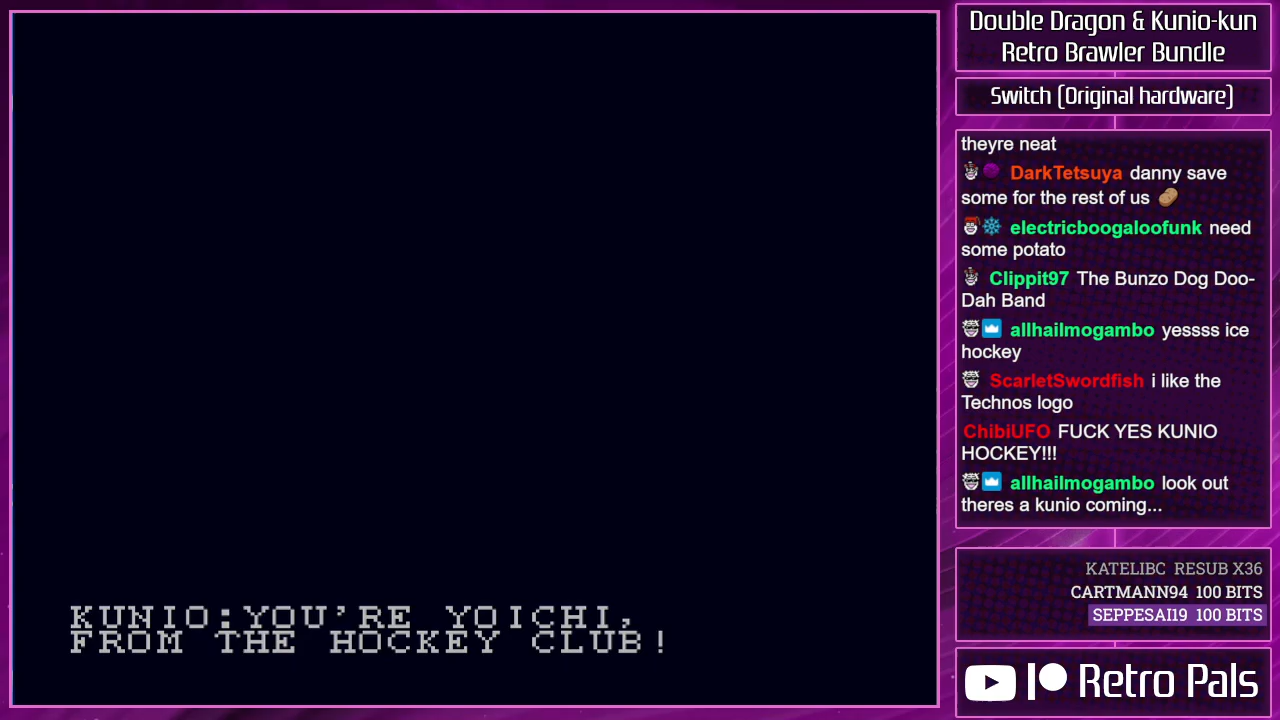 KUNIO:YOU'RE YOICHI,
FROM THE HOCKEY CLUB!
Double Dragon & Kunio-kun
Retro Brawler Bundle
Switch (Original hardware)
theyre neat
DarkTetsuya danny save
some for the rest of us
electricboogaloofunk need
some potato
Clippit97 The Bunzo Dog Doo-
Dah Band
allhailmogambo yessss ice
hockey
ScarletSwordfish i like the
Technos logo
ChibiUFO FUCK YES KUNIO
HOCKEY!!!
allhailmogambo look out
theres a kunio coming...
KATELIBC RESUB X36
CARTMANN94 100 BITS
SEPPESAI19 100 BITS
Retro Pals